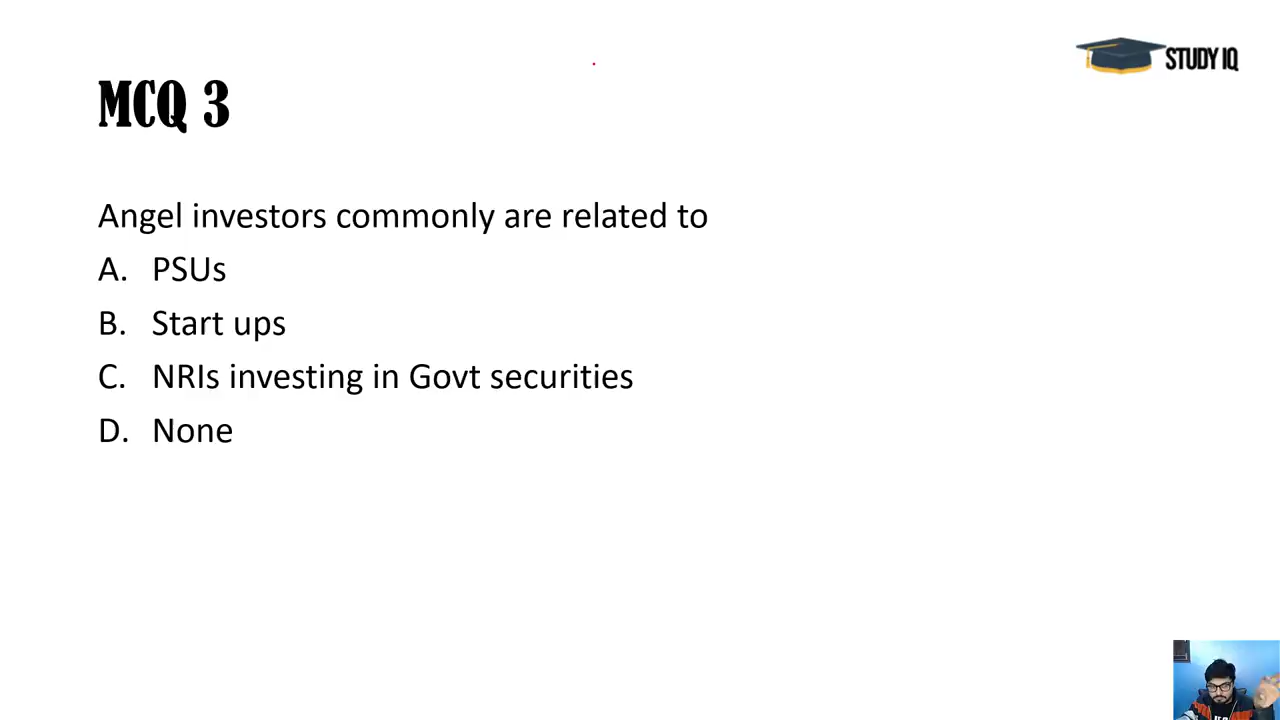 STUDY IQ
MCQ 3
Angel investors commonly are related to
A. PSUs
B. Start ups
C. NRIs investing in Govt securities
D. None